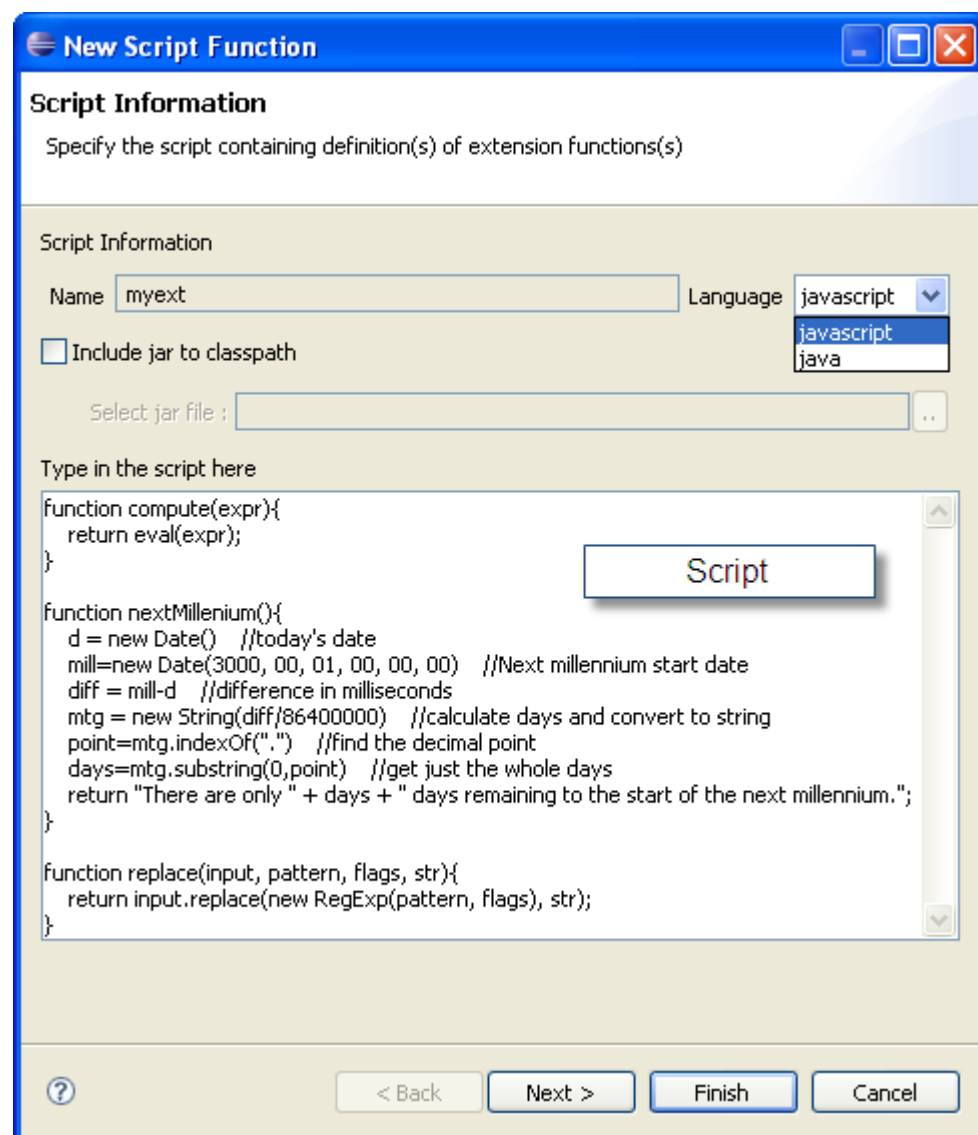 New Script Function
Script Information
Specify the script containing definition(s) of extension functions(s)
Script Information
Name myext Language javascript
javascript
Include jar to classpath
java
Select jar file : ..
Type in the script here
function compute(expr){
return eval(expr);
}
Script
function nextMillenium(){
d = new Date() //today's date
mill=new Date(3000, 00, 01, 00, 00, 00) //Next millennium start date
diff = mill-d //difference in milliseconds
mtg = new String(diff/86400000) //calculate days and convert to string
point=mtg.indexOf(".") //find the decimal point
days=mtg.substring(0,point) //get just the whole days
return "There are only " + days + " days remaining to the start of the next millennium.";
}
function replace(input, pattern, flags, str){
return input.replace(new RegExp(pattern, flags), str);
}
? < Back Next > Finish Cancel